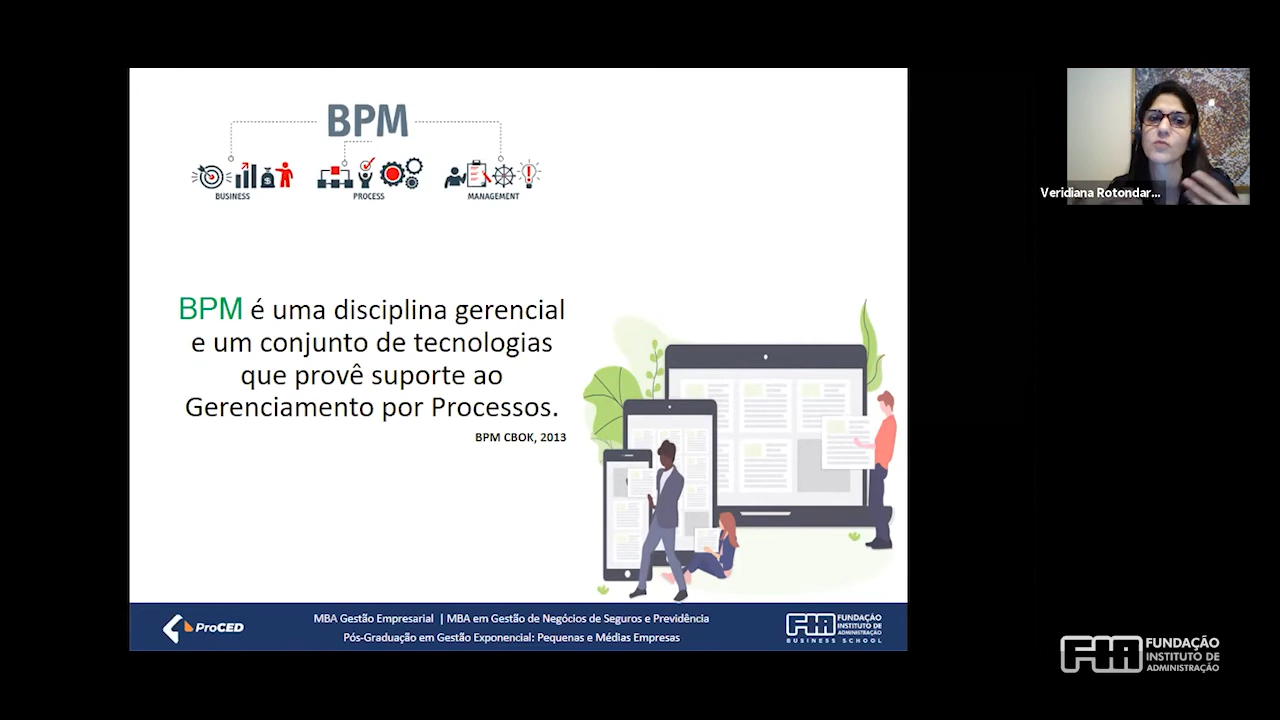 BPM
BUSINESS
PROCESS
MANAGEMENT
BPM é uma disciplina gerencial
e um conjunto de tecnologias
que provê suporte ao
Gerenciamento por Processos.
BPM CBOK, 2013
Veridiana Rotondar...
ProCED
MBA Gestão Empresarial | MBA em Gestão de Negócios de Seguros e Previdência
Pós-Graduação em Gestão Exponencial: Pequenas e Médias Empresas
FIA FUNDAÇÃO
INSTITUTO DE
ADMINISTRAÇÃO
BUSINESS SCHOOL
FIA FUNDAÇÃO
INSTITUTO DE
ADMINISTRAÇÃO